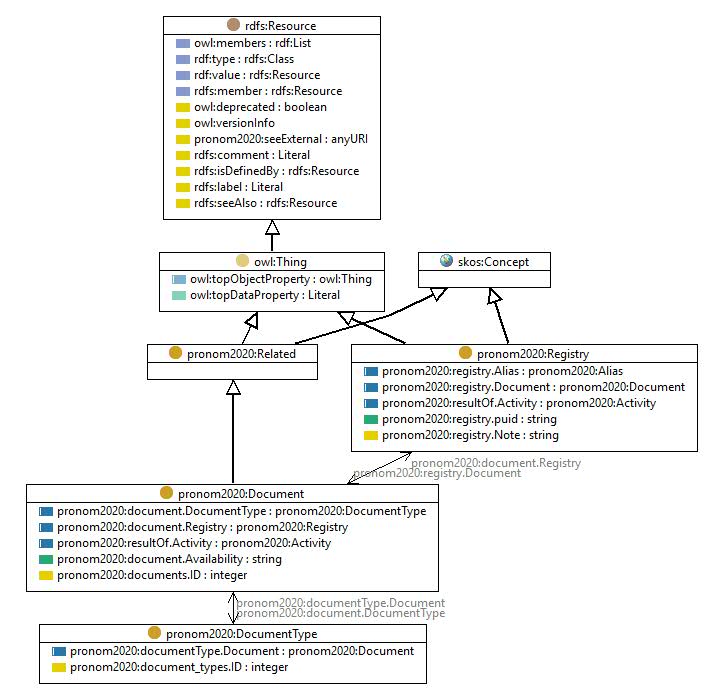 rdfs:Resource
owl:members : rdf:List
rdf:type : rdfs:Class
rdf:value : rdfs:Resource
rdfs:member : rdfs:Resource
owl:deprecated : boolean
owl:versionInfo
pronom2020:seeExternal : anyURI
rdfs:comment : Literal
rdfs:isDefinedBy : rdfs:Resource
rdfs:label : Literal
rdfs:seeAlso : rdfs:Resource
owl:Thing
owl:topObjectProperty : owl:Thing
owl:topDataProperty : Literal
skos:Concept
pronom2020:Related
pronom2020:Registry
pronom2020:registry.Alias : pronom2020:Alias
pronom2020:registry.Document : pronom2020:Document
pronom2020:resultOf.Activity : pronom2020:Activity
pronom2020:registry.puid : string
pronom2020:registry.Note : string
pronom2020:document.Registry
pronom2020:registry.Document
pronom2020:Document
pronom2020:document.DocumentType : pronom2020:DocumentType
pronom2020:document.Registry : pronom2020:Registry
pronom2020:resultOf.Activity : pronom2020:Activity
pronom2020:document.Availability : string
pronom2020:documents.ID : integer
pronom2020:documentType.Document
pronom2020:document.DocumentType
pronom2020:DocumentType
pronom2020:documentType.Document : pronom2020:Document
pronom2020:document_types.ID : integer